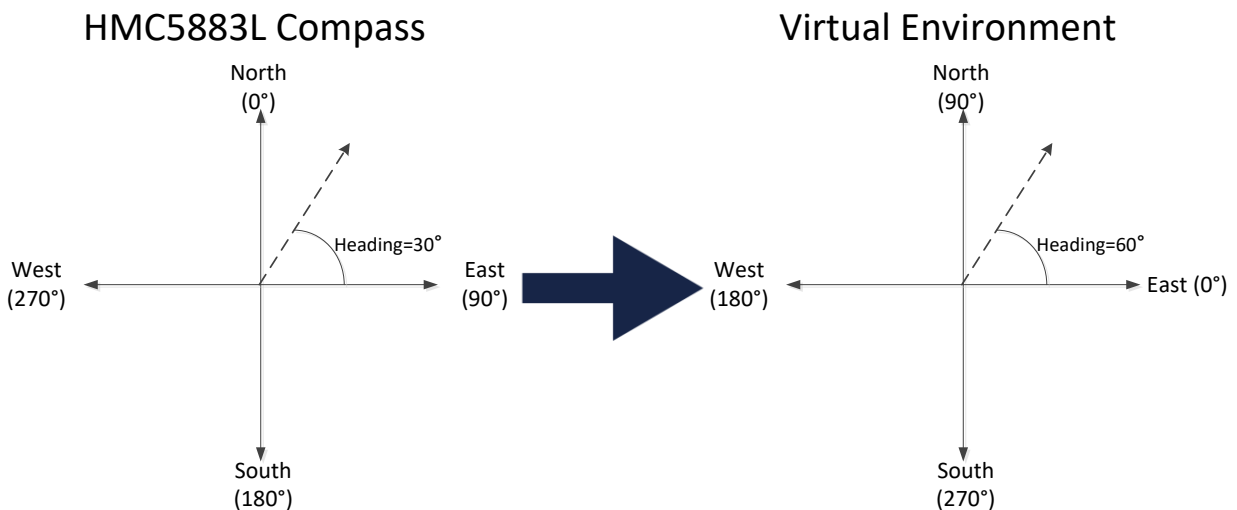 HMC5883L Compass
North
(0°)
Heading=30°
West
(270°)
East
(90°)
South
(180°)
Virtual Environment
North
(90°)
Heading=60°
West
(180°)
East (0°)
South
(270°)